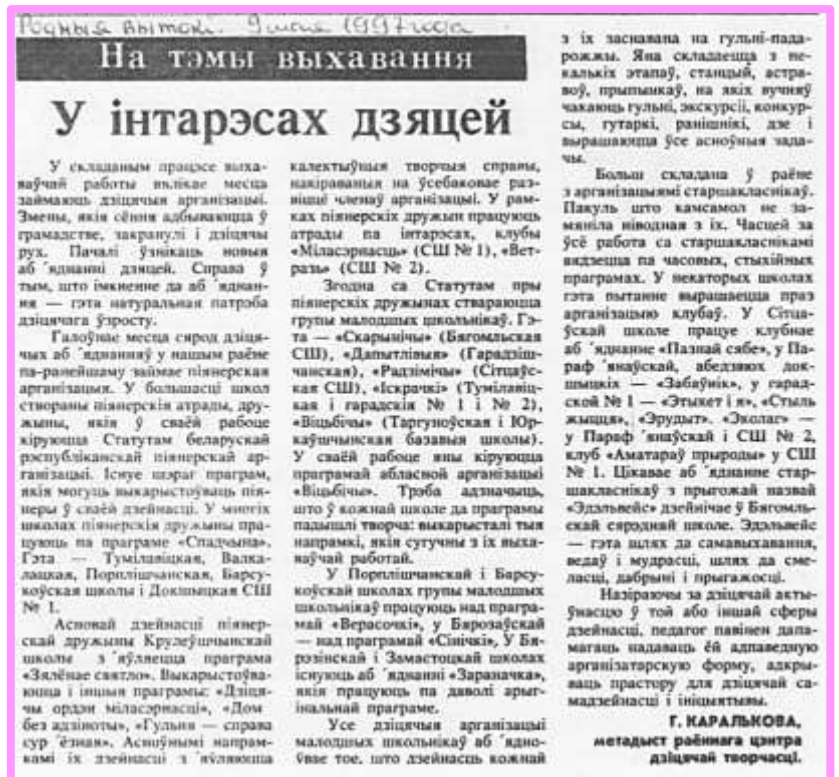 Родныя вытокі. 9 мая 1997 года
На тэмы выхавання
У інтарэсах дзяцей
У складаным працэсе выха-
ваўчай работы вялікае месца
займаюць дзіцячыя арганізацыі.
Змены, якія сёння адбываюцца ў
грамадстве, закранулі і дзіцячы
рух. Пачалі ўзнікаць новыя
аб´яднанні дзяцей. Справа ў
тым, што імкненне да аб´яднан-
ня — гэта натуральная патрэба
дзіцячага ўзросту.
Галоўнае месца сярод дзіця-
чых аб´яднанняў у нашым раёне
па-ранейшаму займае піянерская
арганізацыя. У большасці школ
створаны піянерскія атрады, дру-
жыны, якія ў сваёй рабоце
кіруюцца Статутам беларускай
рэспубліканскай піянерскай ар-
ганізацыі. Існуе шэраг праграм,
якія могуць выкарыстоўваць пія-
неры ў сваёй дзейнасці. У многіх
школах піянерскія дружыны пра-
цуюць па праграме «Спадчына».
Гэта — Тумілавіцкая, Валка-
лацкая, Порплішчанская, Барсу-
коўская школы і Докшыцкая СШ
№ 1.
Асновай дзейнасці піянер-
скай дружыны Крулеўшчынскай
школы з´яўляецца праграма
«Зялёнае святло». Выкарыстоўва-
юцца і іншыя праграмы: «Дзіця-
чы ордэн міласэрнасці», «Дом
без адзіноты», «Гульня — справа
сур´ёзная». Асноўнымі напрам-
камі іх дзейнасці з´яўляюцца
калектыўныя творчыя справы,
накіраваныя на ўсебаковае раз-
віццё членаў арганізацыі. У рам-
ках піянерскіх дружын працуюць
атрады па інтарэсах, клубы
«Міласэрнасць» (СШ № 1), «Вет-
разь» (СШ № 2).
Згодна са Статутам пры
піянерскіх дружынах ствараюцца
групы малодшых школьнікаў. Гэ-
та — «Скарынічы» (Бягомльская
СШ), «Дапытлівыя» (Гарадзіш-
чанская), «Радзімічы» (Сітцаўс-
кая СШ), «Іскрачкі» (Тумілавіц-
кая і гарадскія № 1 і № 2),
«Віцьбічы» (Таргуноўская і Юр-
каўшчынская базавыя школы).
У сваёй рабоце яны кіруюцца
праграмай абласной арганізацыі
«Віцьбічы». Трэба адзначыць,
што ў кожнай школе да праграмы
падышлі творча: выкарысталі тыя
напрамкі, якія сугучны з іх выха-
ваўчай работай.
У Порплішчанскай і Барсу-
коўскай школах групы малодшых
школьнікаў працуюць над прагра-
май «Верасочкі», у Бярозаўскай
— над праграмай «Сінічкі», У Бя-
розінскай і Замастоцкай школах
існуюць аб´яднанні «Зараначка»,
якія працуюць па даволі арыг-
інальнай праграме.
Усе дзіцячыя арганізацыі
малодшых школьнікаў аб´ядно-
ўвае тое, што дзейнасць кожнай
з іх заснавана на гульні-пада-
рожжы. Яна складаецца з не-
калькіх этапаў, станцый, астра-
воў, прыпынкаў, на якіх вучняў
чакаюць гульні, экскурсіі, конкур-
сы, гутаркі, ранішнікі, дзе і
вырашаюцца ўсе асноўныя зада-
чы.
Больш складана ў раёне
з арганізацыямі старшакласнікаў.
Пакуль што камсамол не за-
мяніла ніводная з іх. Часцей за
ўсё работа са старшакласнікамі
вядзецца па часовых, стыхійных
праграмах. У некаторых школах
гэта пытанне вырашаецца праз
арганізацыю клубаў. У Сітца-
ўскай школе працуе клубнае
аб´яднанне «Пазнай сябе», у Па-
раф´янаўскай, абедзвюх док-
шыцкіх — «Забаўнік», у гарад-
ской № 1 — «Этыкет і я», «Стыль
жыцця», «Эрудыт». «Эколаг» —
у Параф´янаўскай і СШ № 2,
клуб «Аматараў прыроды» у СШ
№ 1. Цікавае аб´яднанне стар-
шакласнікаў з прыгожай назвай
«Эдэльвейс» дзейнічае ў Бягомль-
скай сярэдняй школе. Эдэльвейс
— гэта шлях да самавыхавання,
ведаў і мудрасці, шлях да сме-
ласці, дабрыні і прыгажосці.
Назіраючы за дзіцячай акты-
ўнасцю ў той або іншай сферы
дзейнасці, педагог павінен дапа-
магаць надаваць ёй адпаведную
арганізатарскую форму, адкры-
ваць прастору для дзіцячай са-
мадзейнасці і ініцыятывы.
Г. КАРАЛЬКОВА,
метадыст раённага цэнтра
дзіцячай творчасці.